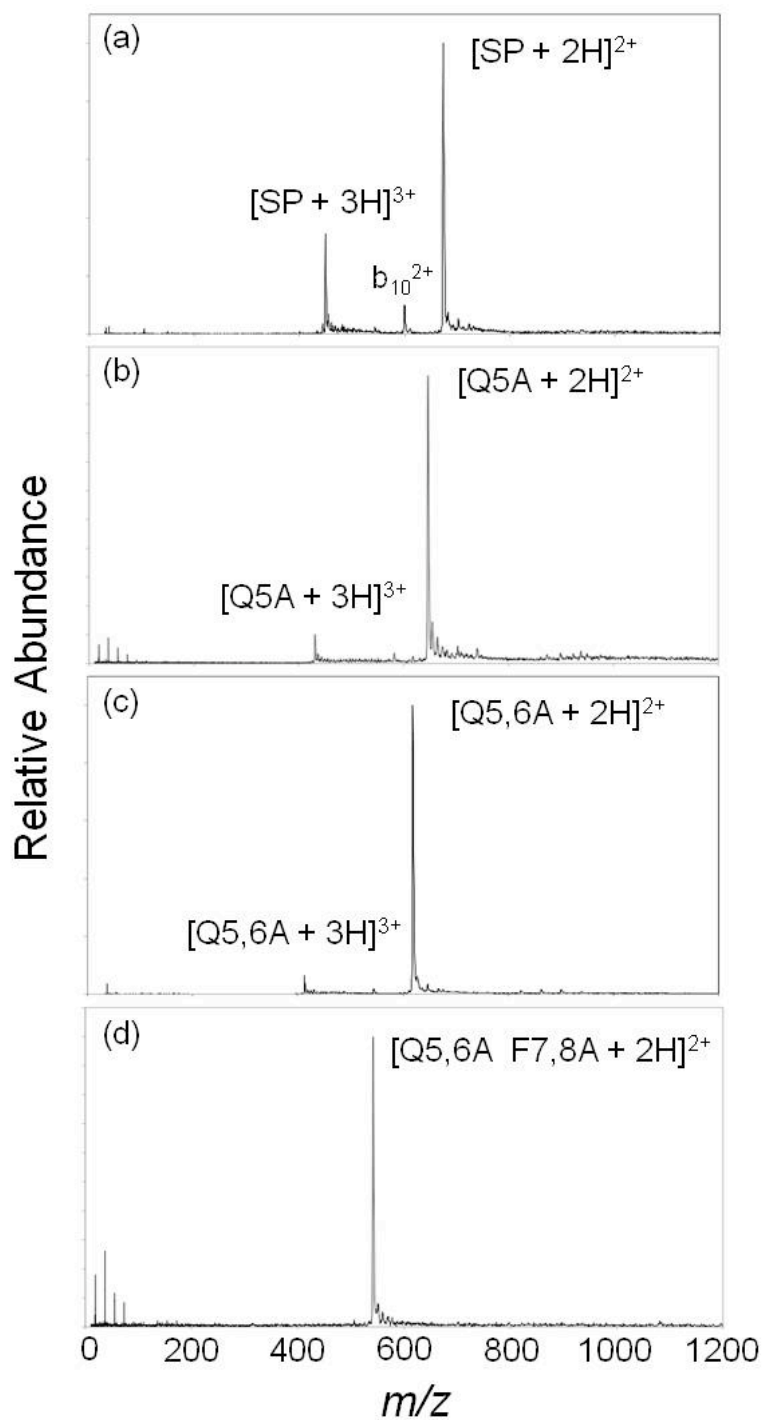 (a)
[SP + 2H]²⁺
[SP + 3H]³⁺
b₁₀²⁺
(b)
[Q5A + 2H]²⁺
[Q5A + 3H]³⁺
(c)
[Q5,6A + 2H]²⁺
[Q5,6A + 3H]³⁺
(d)
[Q5,6A F7,8A + 2H]²⁺
Relative Abundance
0 200 400 600 800 1000 1200
m/z